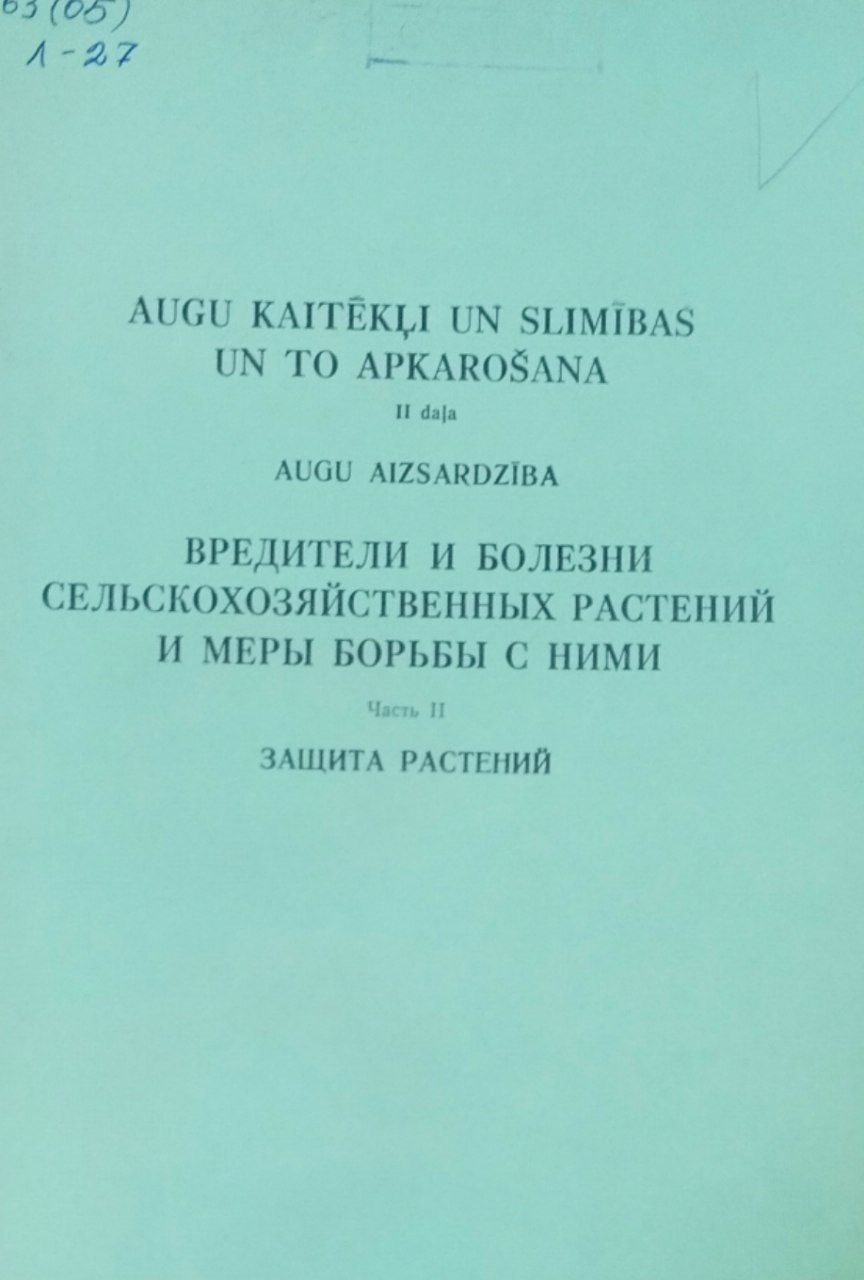 63 (05)
Л-27
AUGU KAITĒKĻI UN SLIMĪBAS
UN TO APKAROŠANA
II daļa
AUGU AIZSARDZĪBA
ВРЕДИТЕЛИ И БОЛЕЗНИ
СЕЛЬСКОХОЗЯЙСТВЕННЫХ РАСТЕНИЙ
И МЕРЫ БОРЬБЫ С НИМИ
Часть II
ЗАЩИТА РАСТЕНИЙ